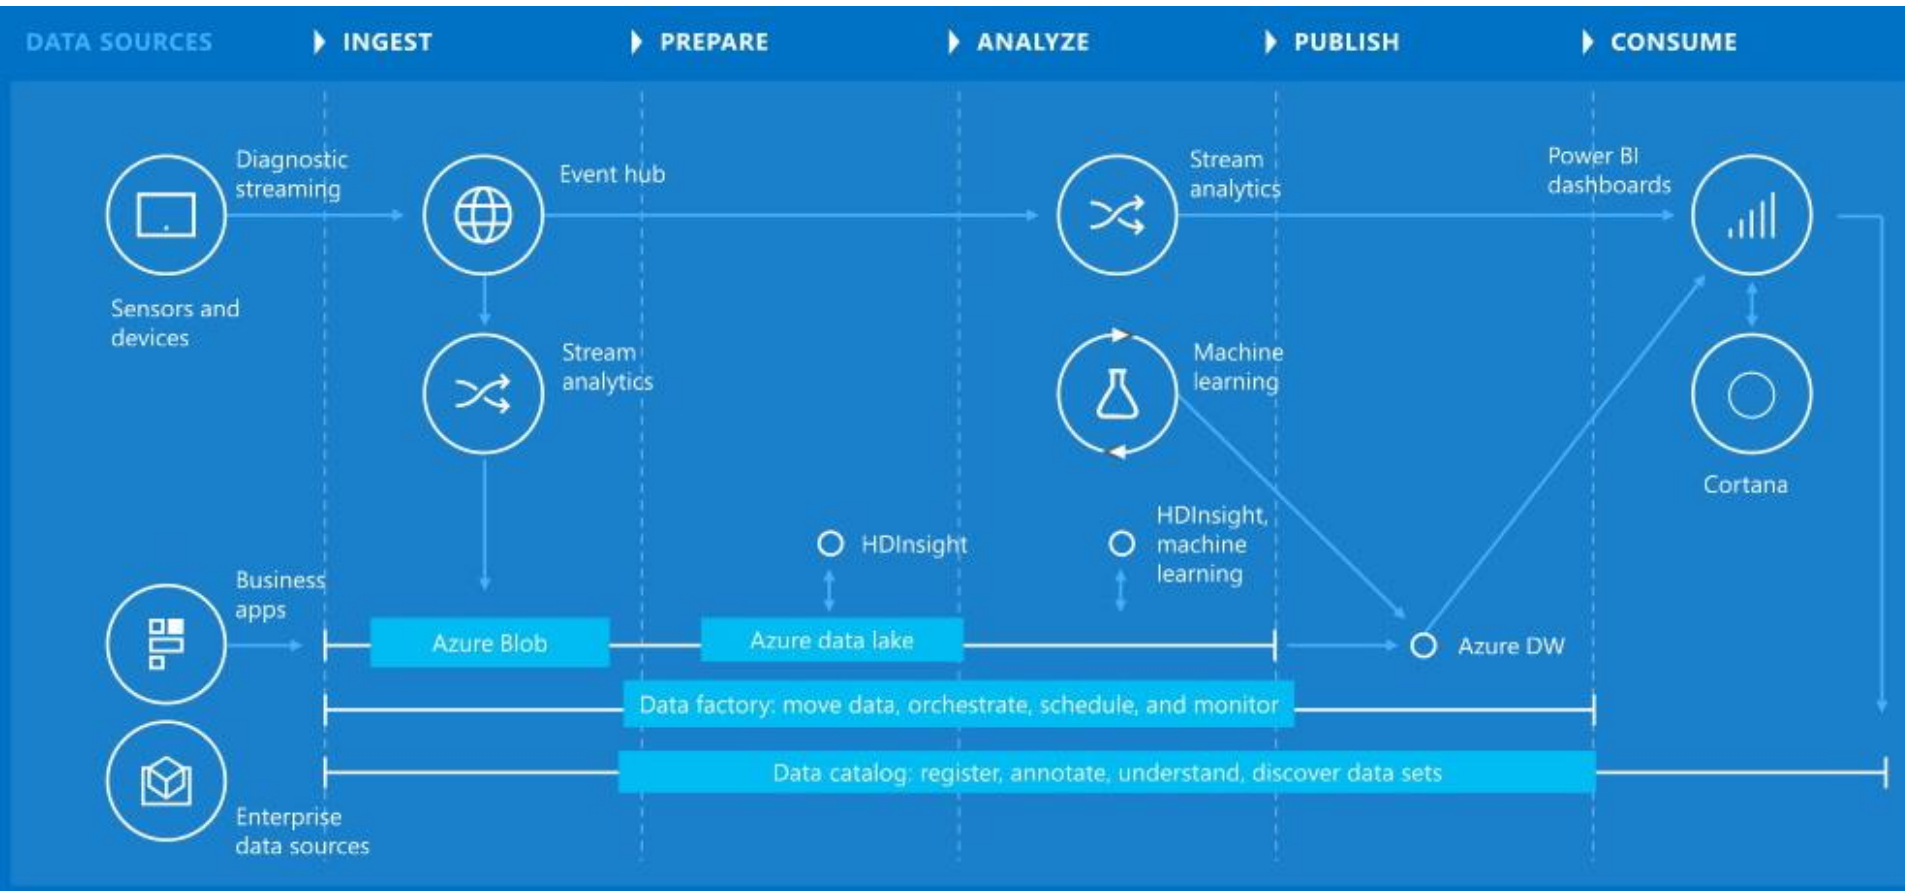 DATA SOURCES
INGEST
PREPARE
ANALYZE
PUBLISH
CONSUME
Diagnostic
streaming
Event hub
Stream
analytics
Power BI
dashboards
Sensors and
devices
Stream
analytics
Machine
learning
Cortana
HDInsight
HDInsight,
machine
learning
Business
apps
Azure Blob
Azure data lake
Azure DW
Data factory: move data, orchestrate, schedule, and monitor
Data catalog: register, annotate, understand, discover data sets
Enterprise
data sources